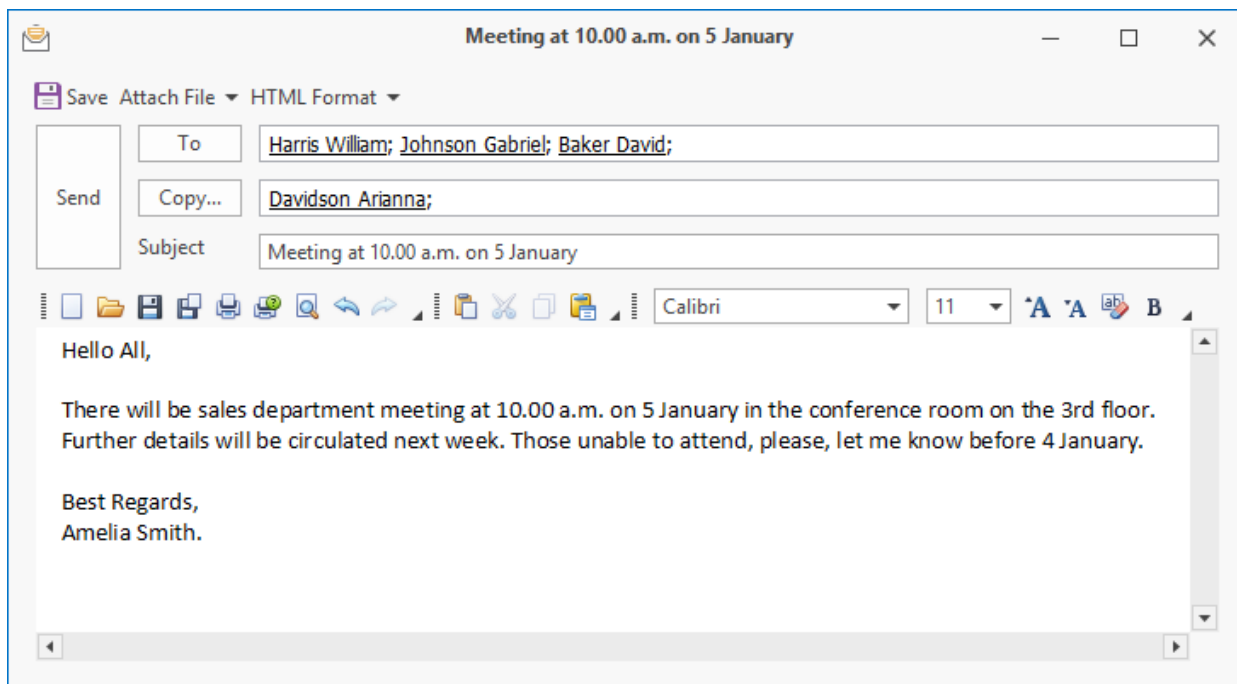 Meeting at 10.00 a.m. on 5 January
Save Attach File HTML Format
To Harris William; Johnson Gabriel; Baker David;
Send Copy... Davidson Arianna;
Subject Meeting at 10.00 a.m. on 5 January
Calibri 11 A A ab B
Hello All,
There will be sales department meeting at 10.00 a.m. on 5 January in the conference room on the 3rd floor.
Further details will be circulated next week. Those unable to attend, please, let me know before 4 January.
Best Regards,
Amelia Smith.